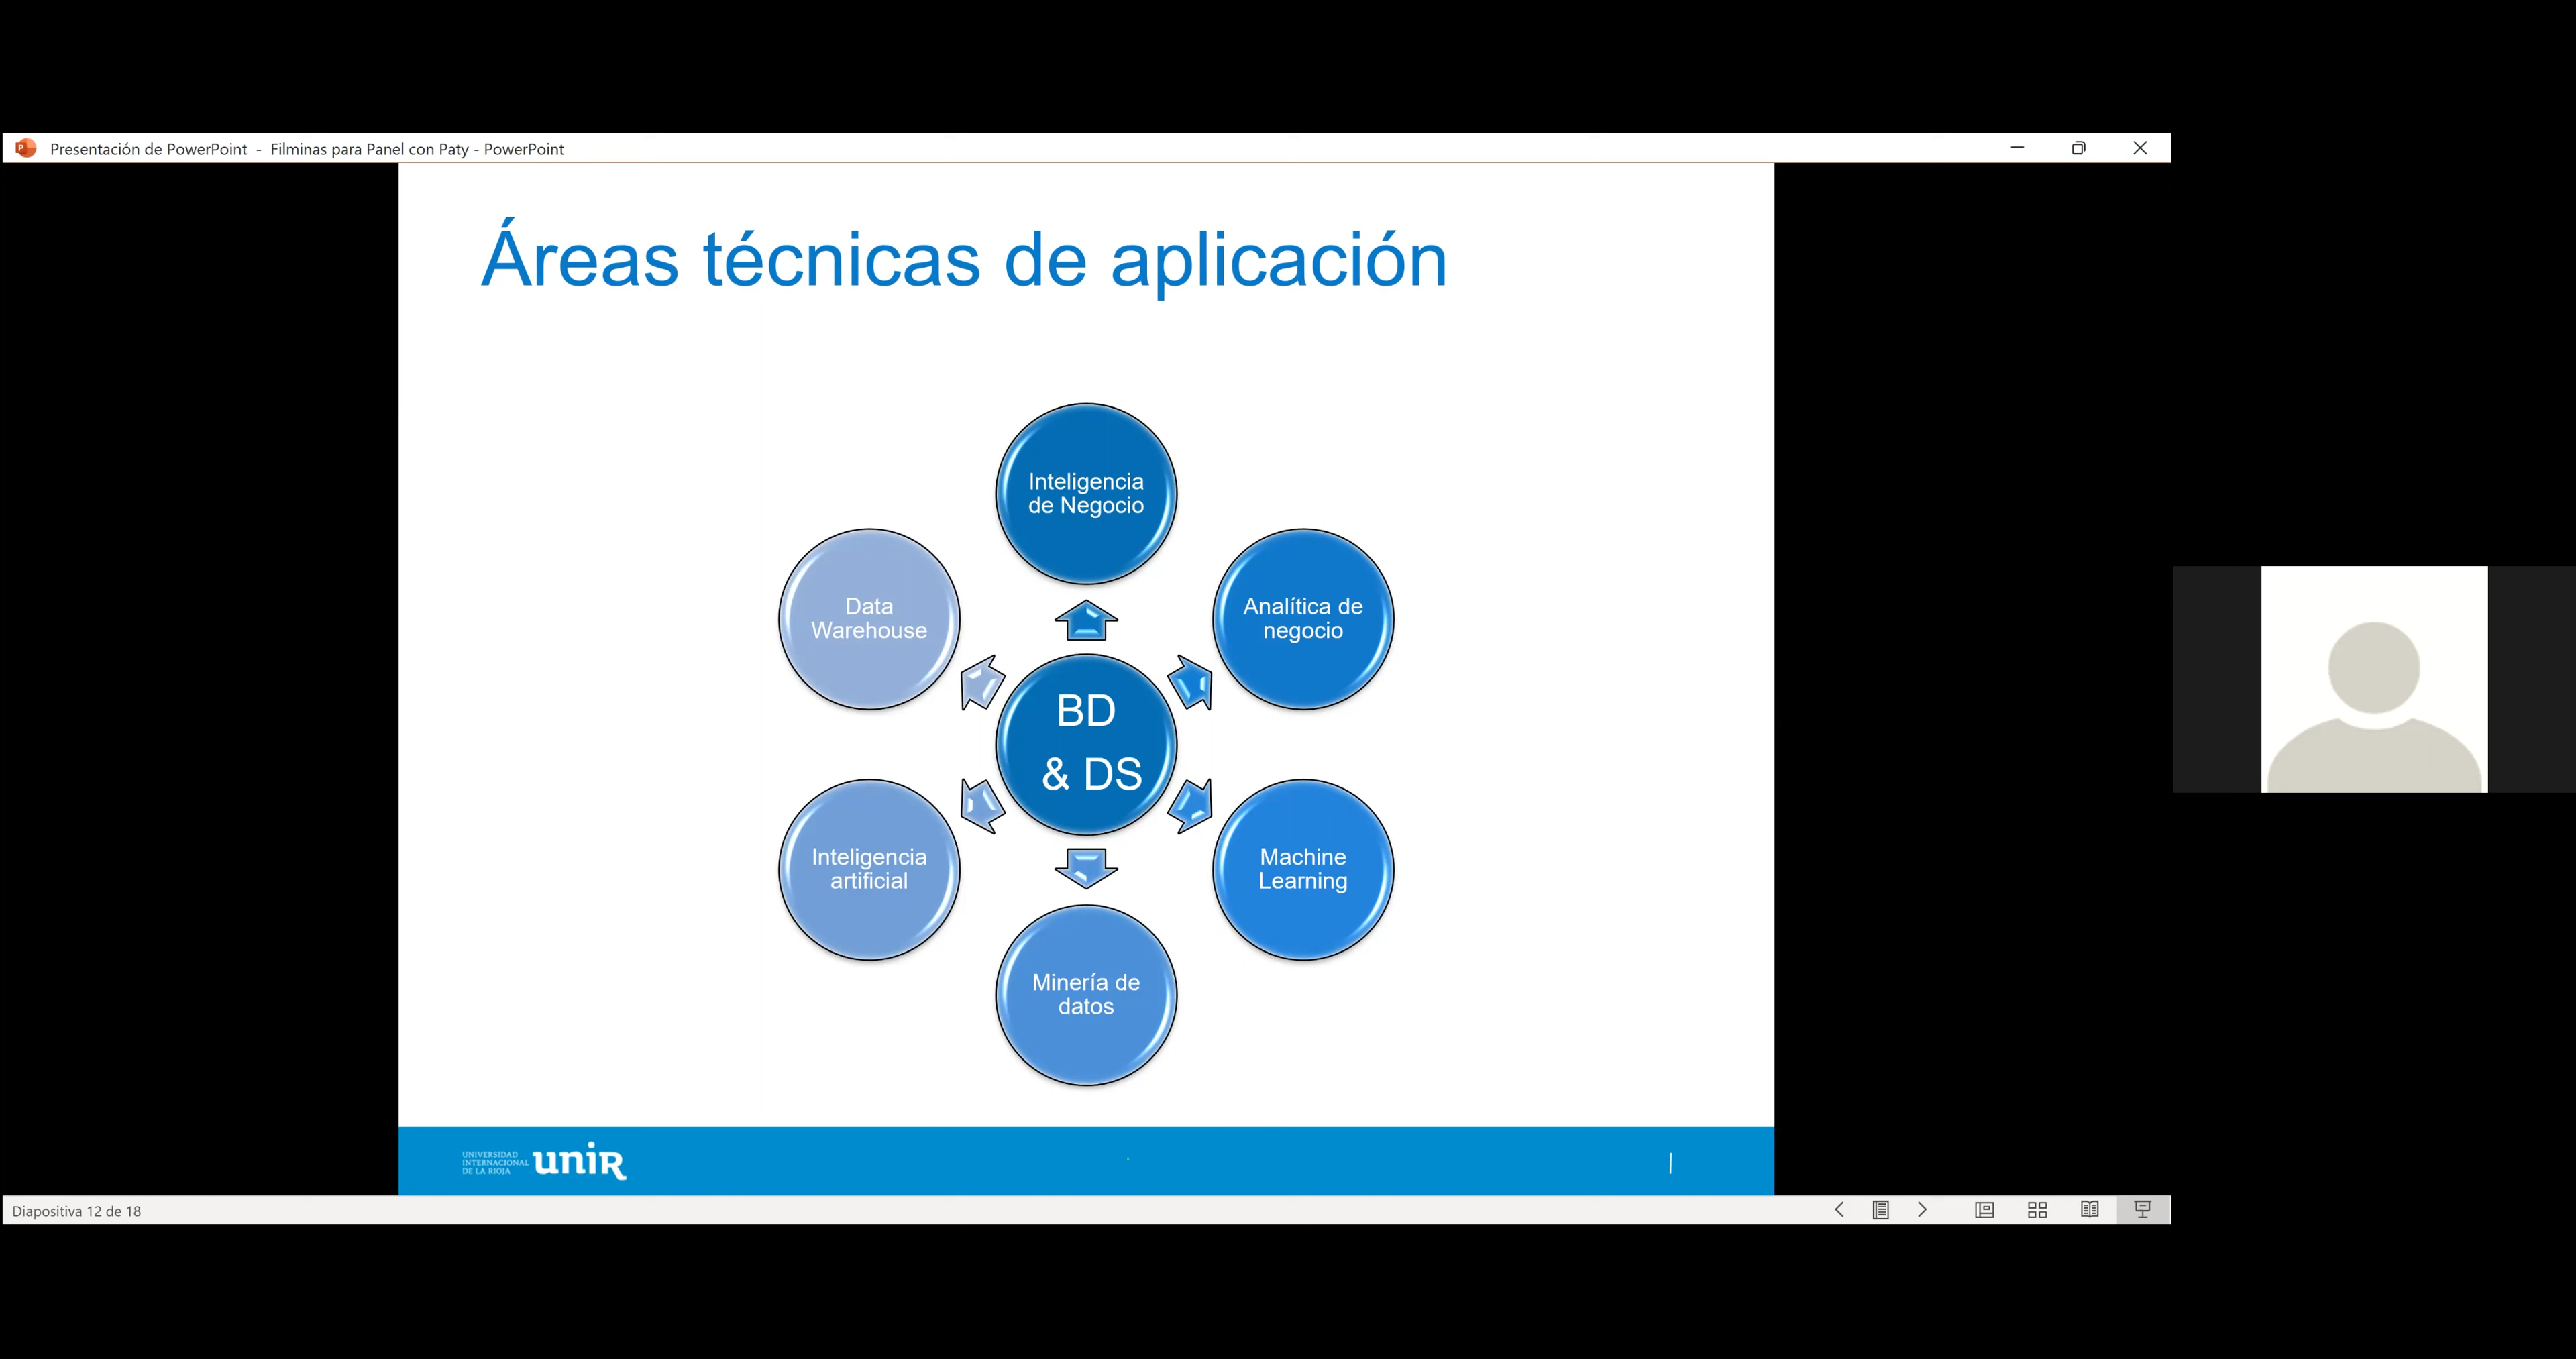 Presentación de PowerPoint - Filminas para Panel con Paty - PowerPoint
Áreas técnicas de aplicación
Inteligencia
de Negocio
Analítica de
negocio
Machine
Learning
Minería de
datos
Inteligencia
artificial
Data
Warehouse
BD
& DS
UNIVERSIDAD
INTERNACIONAL
DE LA RIOJA
unir
Diapositiva 12 de 18